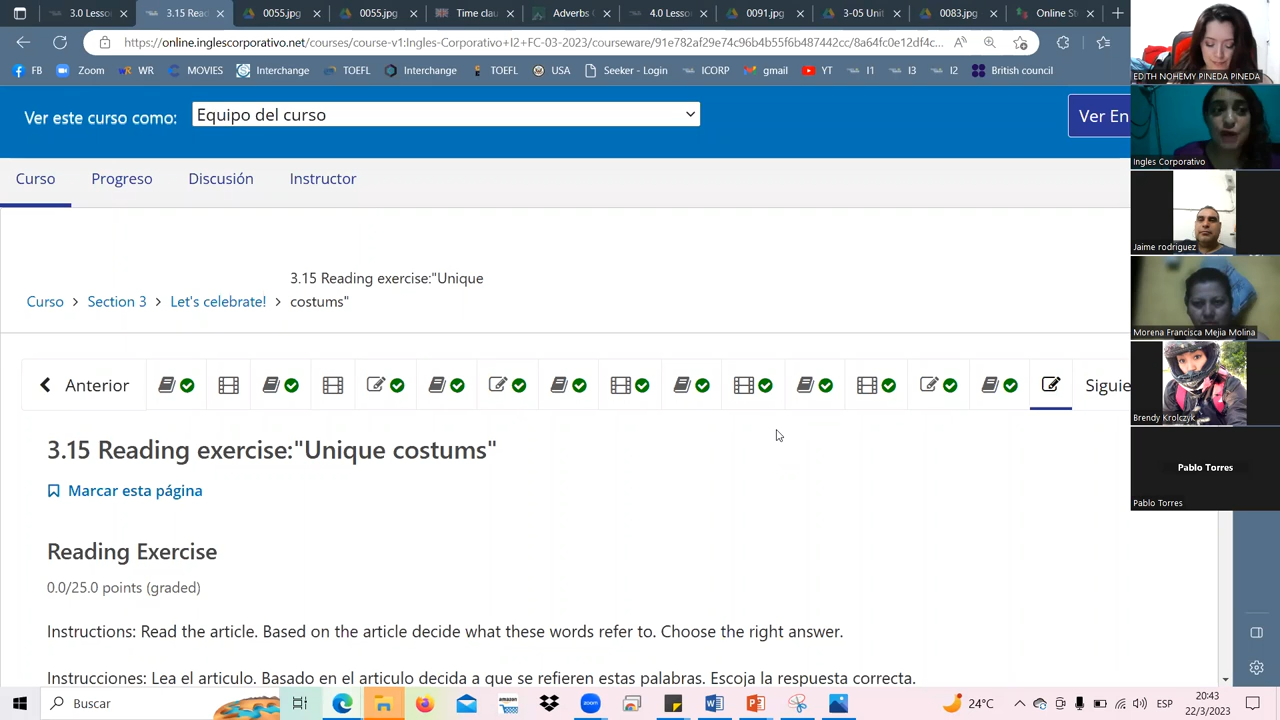 3.0 Lesso
3.15 Read
0055.jpg
0055.jpg
Time clau
Adverbs
4.0 Lesso
0091.jpg
3-05 Unit
0083.jpg
Online St
https://online.inglescorporativo.net/courses/course-v1:Ingles-Corporativo+I2+FC-03-2023/courseware/91e782af29e74c96b4b55f6b487442cc/8a64fc0e12df4c...
FB
Zoom
WR
MOVIES
Interchange
TOEFL
Interchange
TOEFL
USA
Seeker - Login
ICORP
gmail
YT
I1
I3
I2
British council
Ver este curso como:
Equipo del curso
Ver En
Curso
Progreso
Discusión
Instructor
3.15 Reading exercise:"Unique
Curso > Section 3 > Let's celebrate! > costums"
Anterior
Siguie
3.15 Reading exercise:"Unique costums"
Marcar esta página
Reading Exercise
0.0/25.0 points (graded)
Instructions: Read the article. Based on the article decide what these words refer to. Choose the right answer.
Instrucciones: Lea el articulo. Basado en el articulo decida a que se refieren estas palabras. Escoja la respuesta correcta.
EDITH NOHEMY PINEDA PINEDA
Ingles Corporativo
Jaime rodriguez
Morena Francisca Mejia Molina
Brendy Krolczyk
Pablo Torres
Pablo Torres
Buscar
24°C
ESP
20:43
22/3/2023